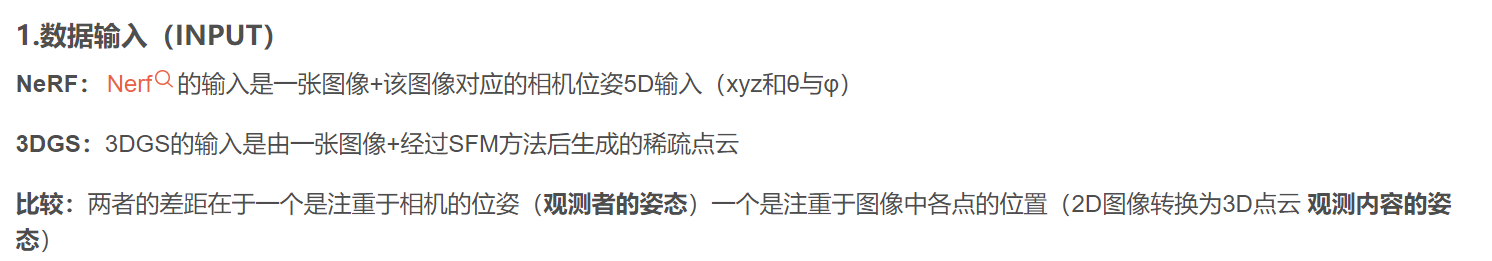 1.数据输入（INPUT）
NeRF： Nerf的输入是一张图像+该图像对应的相机位姿5D输入（xyz和θ与φ）
3DGS：3DGS的输入是由一张图像+经过SFM方法后生成的稀疏点云
比较：两者的差距在于一个是注重于相机的位姿（观测者的姿态）一个是注重于图像中各点的位置（2D图像转换为3D点云 观测内容的姿
态）